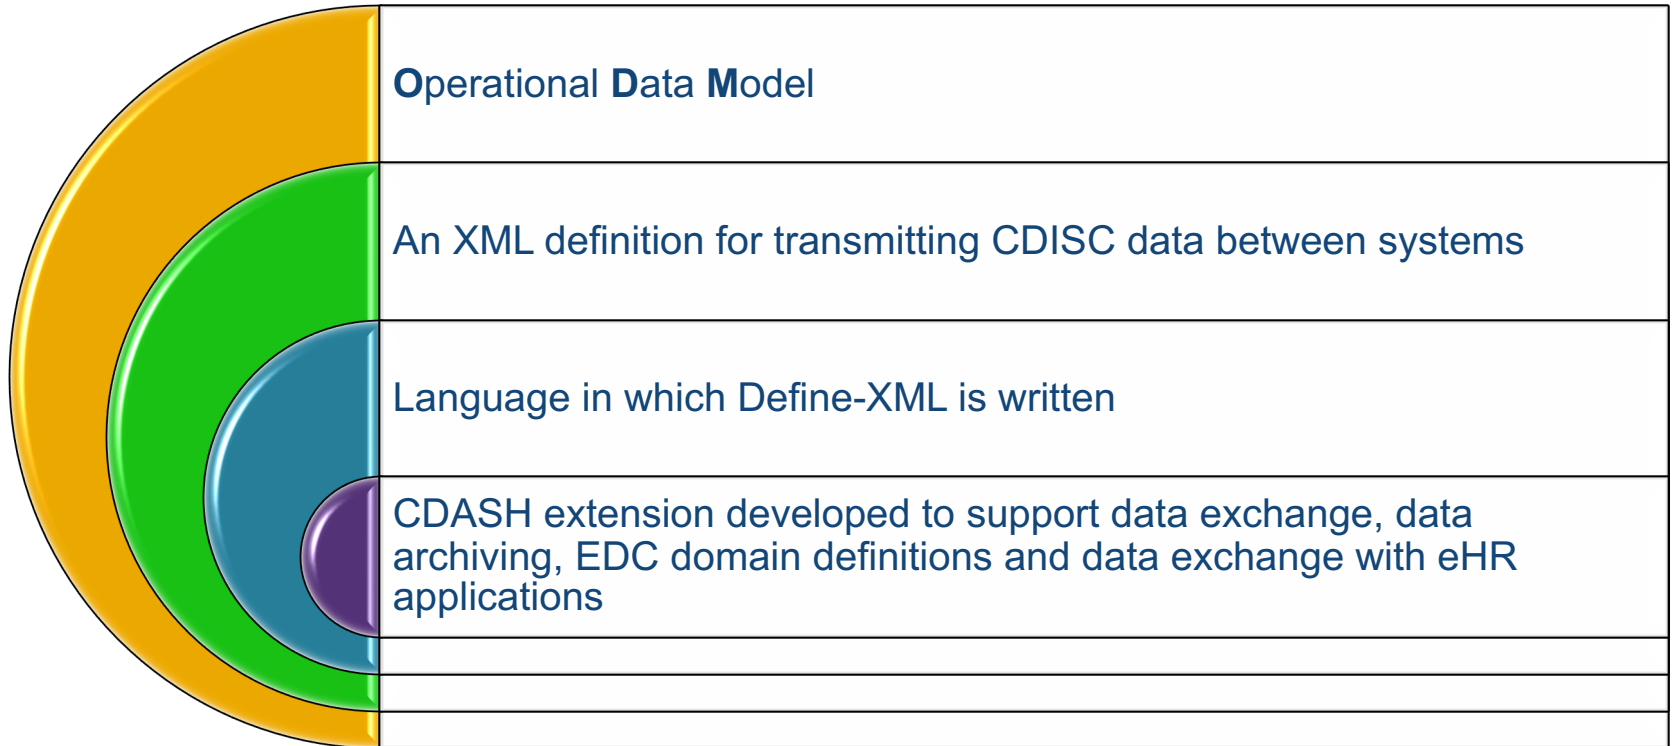 Operational Data Model
An XML definition for transmitting CDISC data between systems
Language in which Define-XML is written
CDASH extension developed to support data exchange, data
archiving, EDC domain definitions and data exchange with eHR
applications